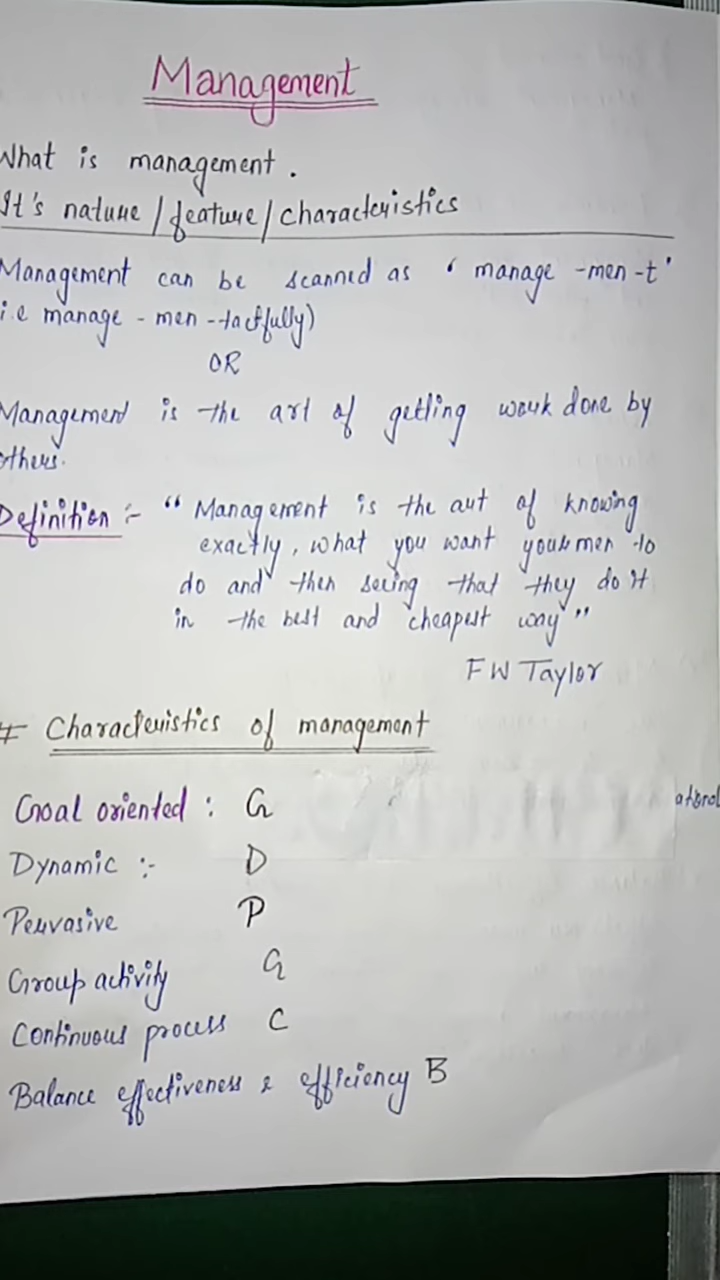 Management
What is management.
It's nature/feature/characteristics
Management can be scanned as ' manage -men -t'
i.e manage - men -tactfully)
OR
Management is the art of getting work done by
others.
Definition :- " Management is the art of knowing
exactly, what you want your men to
do and then seeing that they do it
in the best and cheapest way"
F W Taylor
# Characteristics of management
Goal oriented : G
Dynamic :- D
Pervasive P
Group activity G
Continuous process C
Balance effectiveness & efficiency B